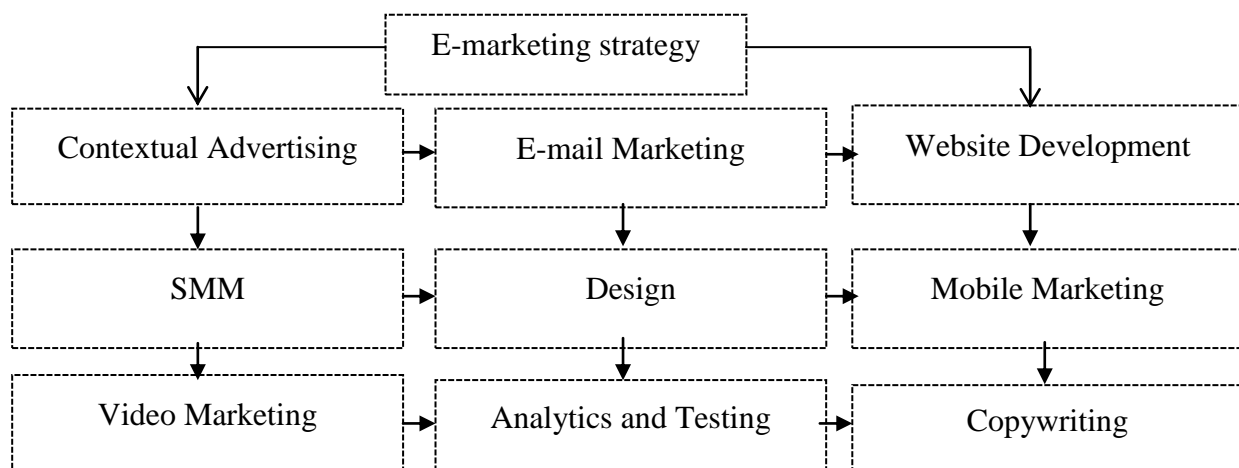 E-marketing strategy
Contextual Advertising
E-mail Marketing
Website Development
SMM
Design
Mobile Marketing
Video Marketing
Analytics and Testing
Copywriting